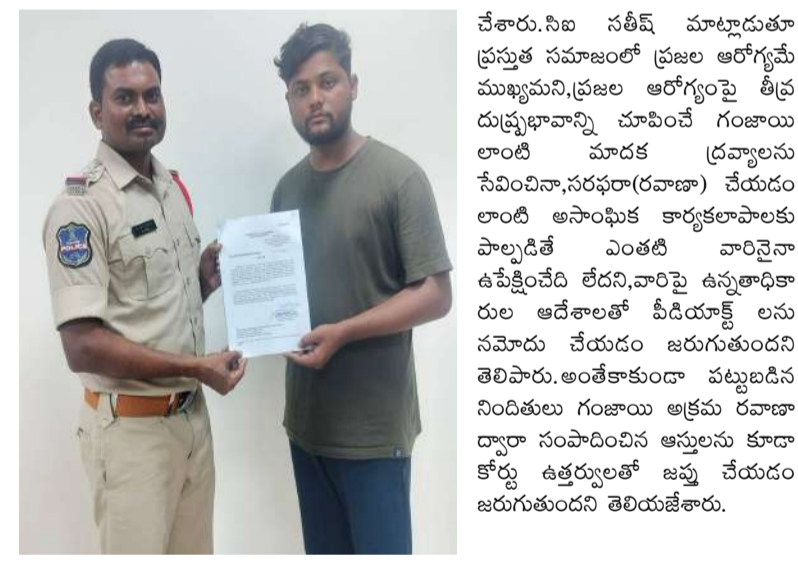 చేశారు.సిఐ సతీష్ మాట్లాడుతూ
ప్రస్తుత సమాజంలో ప్రజల ఆరోగ్యమే
ముఖ్యమని,ప్రజల ఆరోగ్యంపై తీవ్ర
దుష్ప్రభావాన్ని చూపించే గంజాయి
లాంటి మాదక ద్రవ్యాలను
సేవించినా,సరఫరా(రవాణా) చేయడం
లాంటి అసాంఘిక కార్యకలాపాలకు
పాల్పడితే ఎంతటి వారినైనా
ఉపేక్షించేది లేదని,వారిపై ఉన్నతాధికా
రుల ఆదేశాలతో పీడియాక్ట్ లను
నమోదు చేయడం జరుగుతుందని
తెలిపారు.అంతేకాకుండా పట్టుబడిన
నిందితులు గంజాయి అక్రమ రవాణా
ద్వారా సంపాదించిన ఆస్తులను కూడా
కోర్టు ఉత్తర్వులతో జప్తు చేయడం
జరుగుతుందని తెలియజేశారు.
POLICE